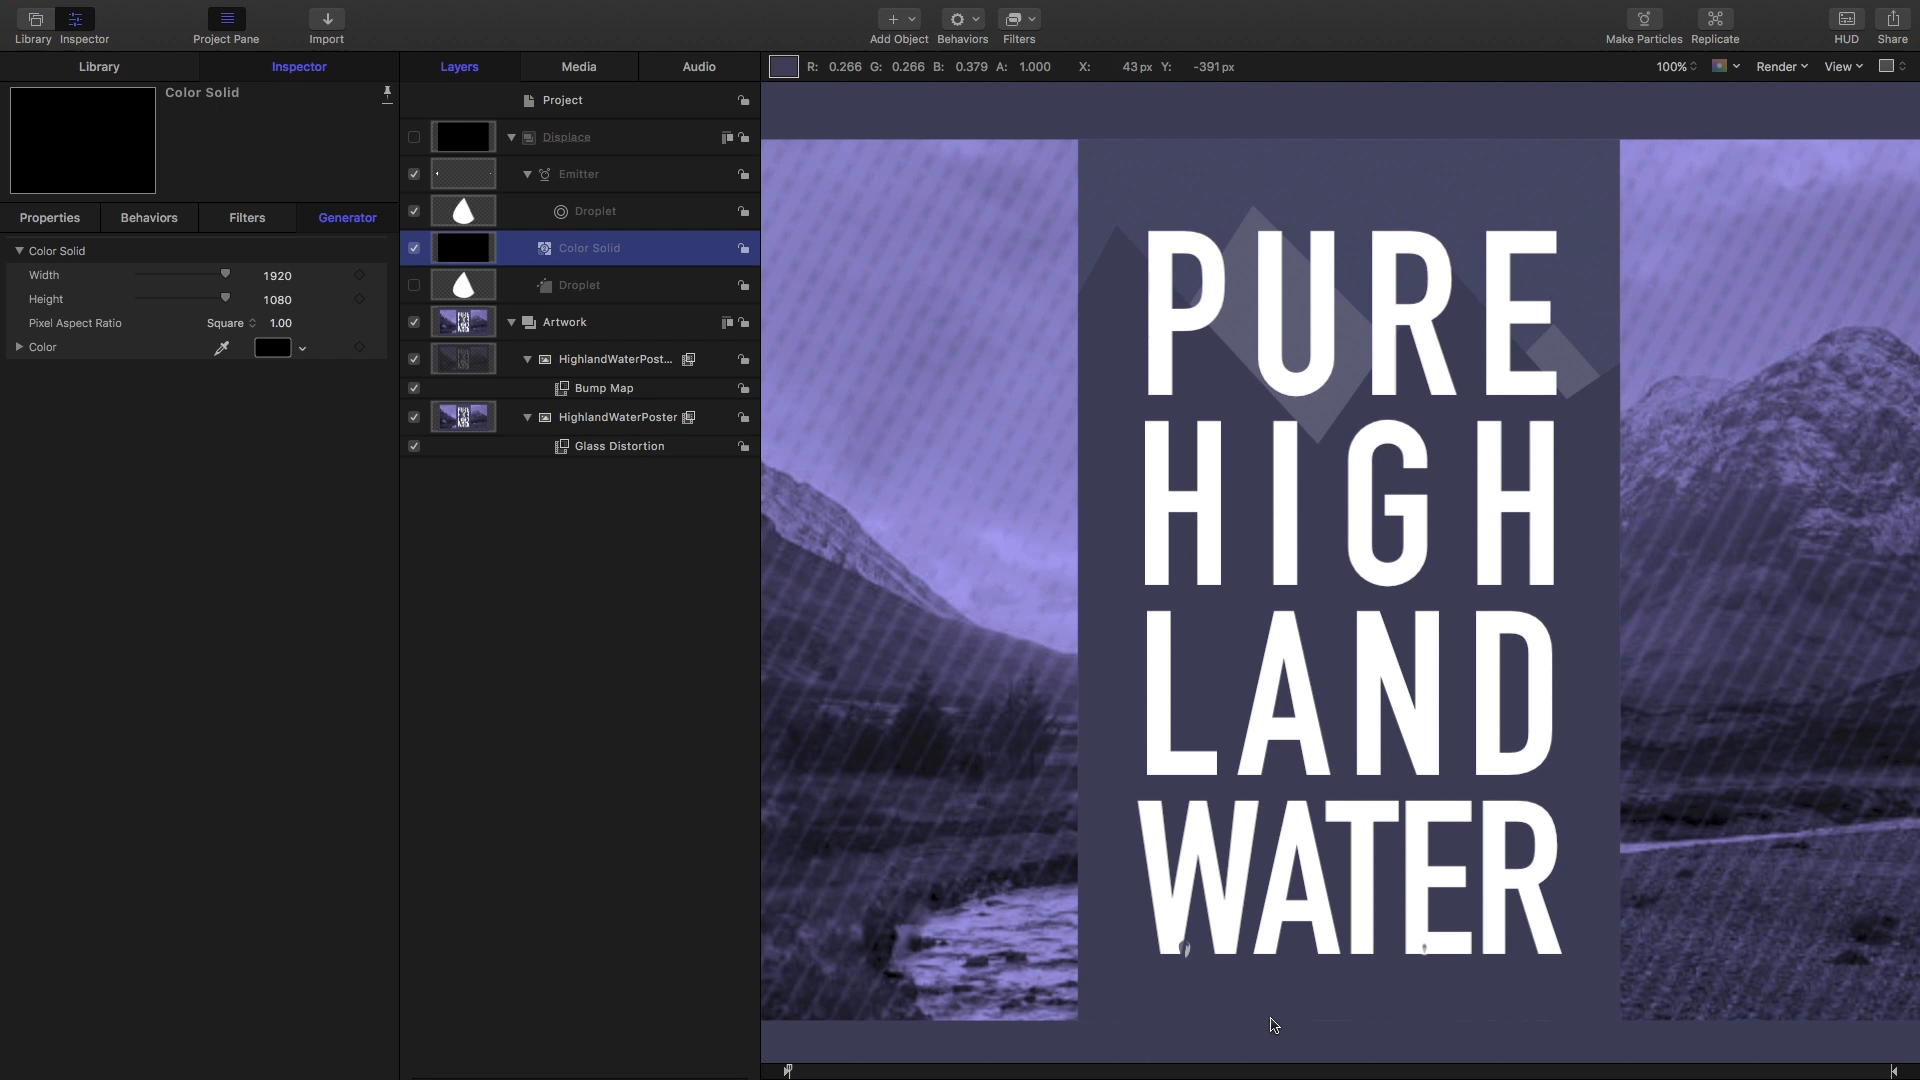 Library Inspector Project Pane Import Add Object Behaviors Filters Make Particles Replicate HUD Share
Library Inspector Layers Media Audio R: 0.266 G: 0.266 B: 0.379 A: 1.000 X: 43 px Y: -391 px 100% Render View
Color Solid
Project
Displace
Emitter
Droplet
Properties Behaviors Filters Generator
Color Solid
Color Solid
Width 1920
Height 1080
Pixel Aspect Ratio Square 1.00
Color
Droplet
Artwork
HighlandWaterPost...
Bump Map
HighlandWaterPoster
Glass Distortion
PURE
HIGH
LAND
WATER